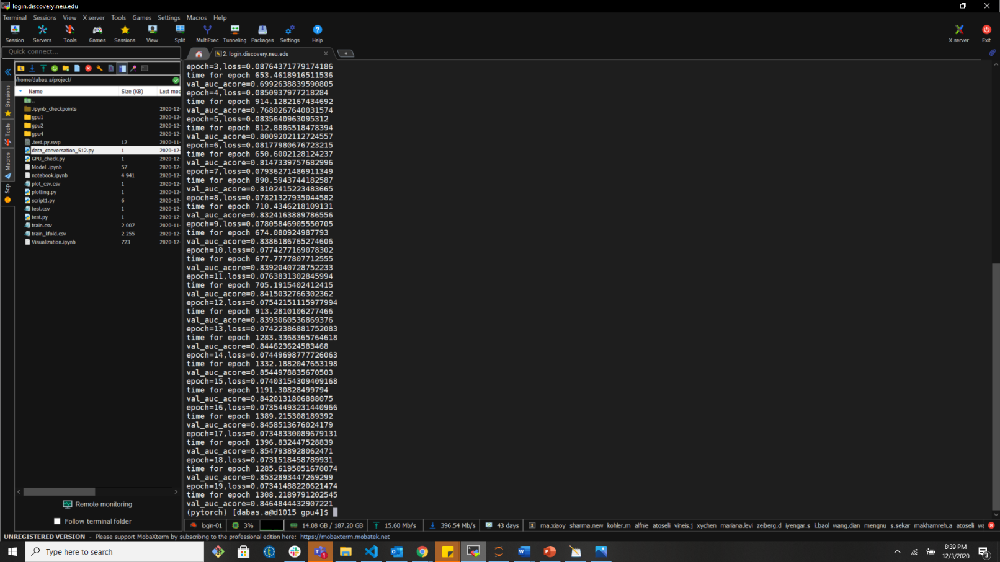 login.discovery.neu.edu
Terminal Sessions View X server Tools Games Settings Macros Help
Session Servers Tools Games Sessions View Split MultiExec Tunneling Packages Settings Help X server Exit
Quick connect...
2. login.discovery.neu.edu
/home/dabas.a/project/
Name Size (KB) Last mod
..
.ipynb_checkpoints 2020-12-
gpu1 2020-12-
gpu2 2020-12-
gpu4 2020-12-
.test.py.swp 12 2020-11-
data_conversation_512.py 1 2020-12-
GPU_check.py 1 2020-12-
Model .ipynb 57 2020-12-
notebook.ipynb 4 941 2020-12-
plot_csv.csv 1 2020-12-
plotting.py 1 2020-12-
script1.py 6 2020-12-
test.csv 1 2020-12-
test.py 1 2020-12-
train.csv 2 007 2020-11-
train_kfold.csv 2 255 2020-12-
Visualization.ipynb 723 2020-12-
Sessions
Tools
Macros
Scp
Remote monitoring
Follow terminal folder
epoch=3,loss=0.08764371779174186
time for epoch 653.4618916511536
val_auc_acore=0.6992638839590805
epoch=4,loss=0.0850937977218284
time for epoch 914.1282167434692
val_auc_acore=0.7680267640031574
epoch=5,loss=0.0835640963095312
time for epoch 812.8886518478394
val_auc_acore=0.8009202112724557
epoch=6,loss=0.08177980676723215
time for epoch 650.6002128124237
val_auc_acore=0.8147339757682996
epoch=7,loss=0.07936271486911349
time for epoch 890.5943744182587
val_auc_acore=0.8102415223483665
epoch=8,loss=0.07821327935044582
time for epoch 710.4346218109131
val_auc_acore=0.8324163889786556
epoch=9,loss=0.07805846905550705
time for epoch 674.080924987793
val_auc_acore=0.8386186765274606
epoch=10,loss=0.0774277169078302
time for epoch 677.7777807712555
val_auc_acore=0.8392040728752233
epoch=11,loss=0.0763831302845994
time for epoch 705.1915402412415
val_auc_acore=0.8415032766302362
epoch=12,loss=0.07542151115977994
time for epoch 913.2810106277466
val_auc_acore=0.8393060536869376
epoch=13,loss=0.07422386881752083
time for epoch 1283.3368365764618
val_auc_acore=0.844623624583468
epoch=14,loss=0.07449698777726063
time for epoch 1332.1882047653198
val_auc_acore=0.8544978835670503
epoch=15,loss=0.07403154309409168
time for epoch 1191.30828499794
val_auc_acore=0.8420131806888075
epoch=16,loss=0.07354493231440966
time for epoch 1389.215308189392
val_auc_acore=0.8458513676024179
epoch=17,loss=0.07348330089679131
time for epoch 1396.832447528839
val_auc_acore=0.8547938928062471
epoch=18,loss=0.0731518458789931
time for epoch 1285.6195051670074
val_auc_acore=0.8532893447269299
epoch=19,loss=0.07341488220621474
time for epoch 1308.2189791202545
val_auc_acore=0.8464844432907221
(pytorch) [dabas.a@d1015 gpu4]$
login-01 3% 14.08 GB / 187.20 GB 15.60 Mb/s 396.54 Mb/s 43 days ma.xiaoy sharma.new kohler.m alfnie atoselli vineis.j xychen mariana.levi zeiberg.d iyengar.s li.baol wang.dian mengnu s.sekar makhamreh.a atoseli
UNREGISTERED VERSION - Please support MobaXterm by subscribing to the professional edition here: https://mobaxterm.mobatek.net
Type here to search
8:39 PM
12/3/2020